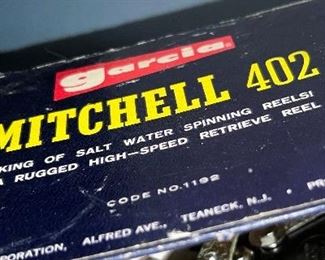 garcia
MITCHELL 402
KING OF SALT WATER SPINNING REELS!
A RUGGED HIGH-SPEED RETRIEVE REEL
CODE NO. 1192
ALFRED AVE., TEANECK, N.J.